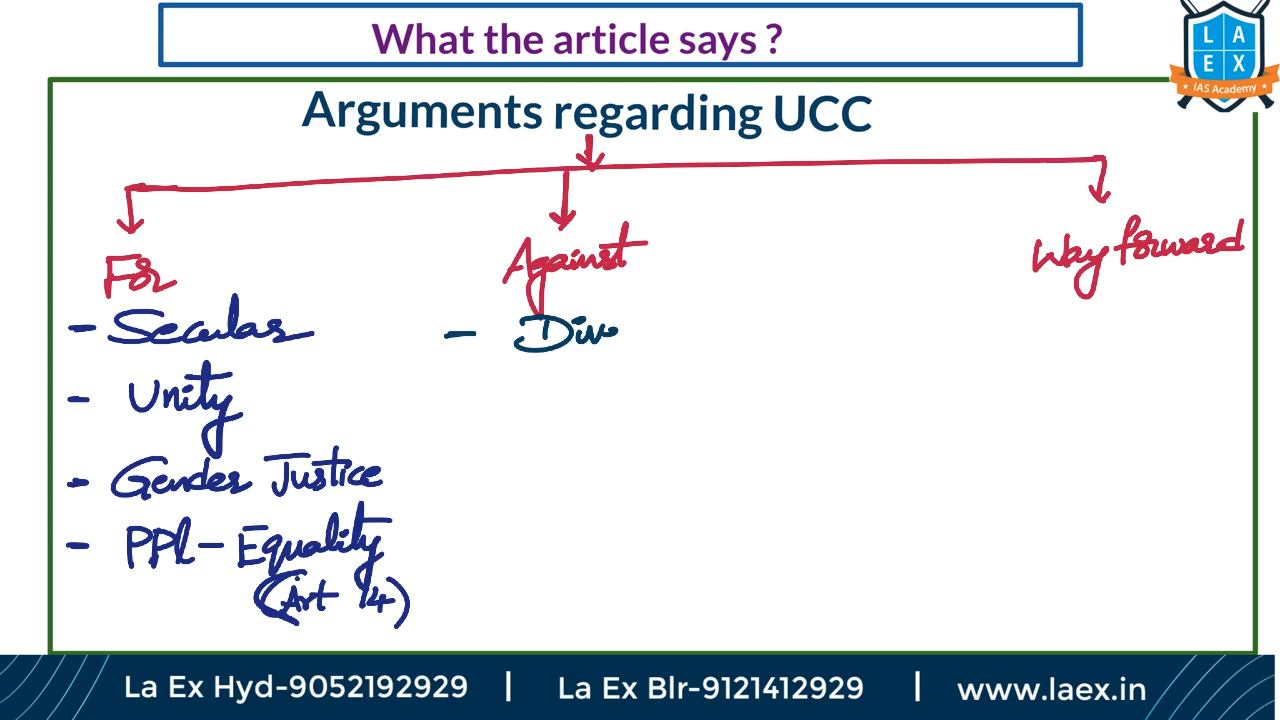 What the article says ?
L A
E X
IAS Academy
Arguments regarding UCC
For
- Secular
- Unity
- Gender Justice
- PPl - Equality
(Art 14)
Against
- Div
Way forward
La Ex Hyd-9052192929 | La Ex Blr-9121412929 | www.laex.in